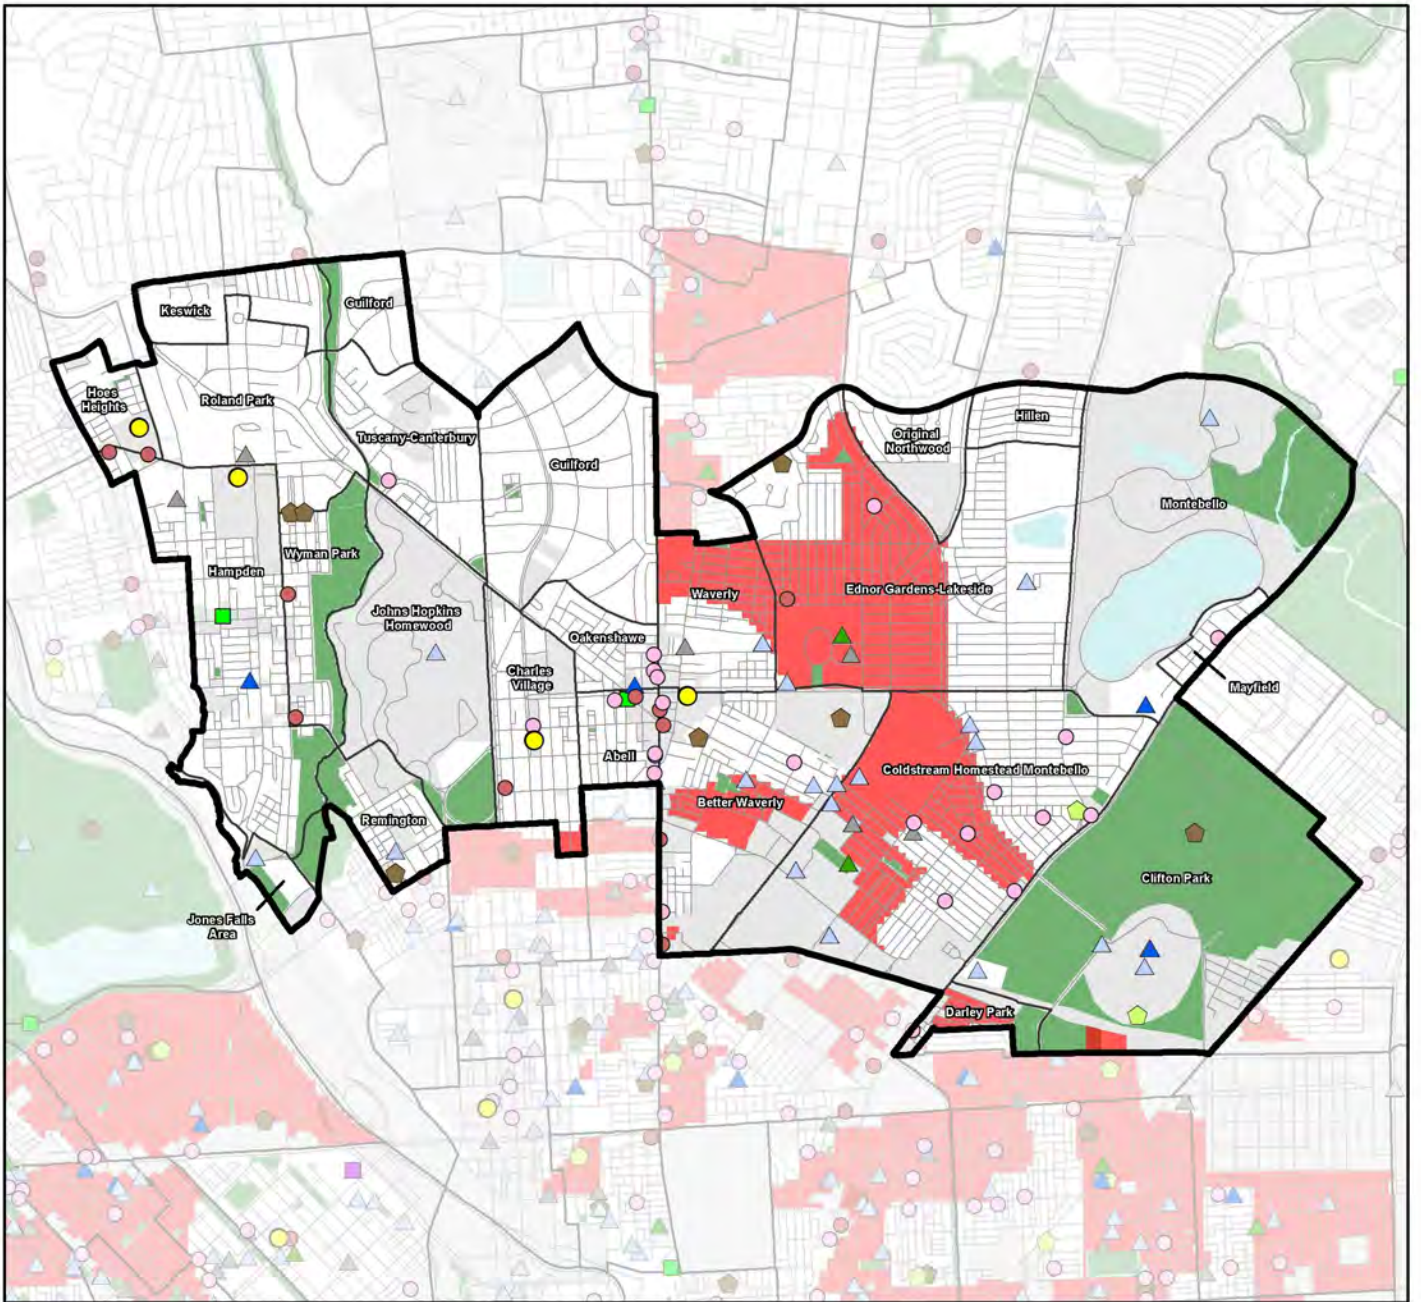 Keswick
Guilford
Hoes
Heights
Roland Park
Tuscany-Canterbury
Guilford
Original
Northwood
Hillen
Montebello
Hampden
Wyman Park
Johns Hopkins
Homewood
Waverly
Ednor Gardens-Lakeside
Oakenshawe
Charles
Village
Mayfield
Abell
Coldstream Homestead Montebello
Better Waverly
Remington
Clifton Park
Jones Falls
Area
Darley Park